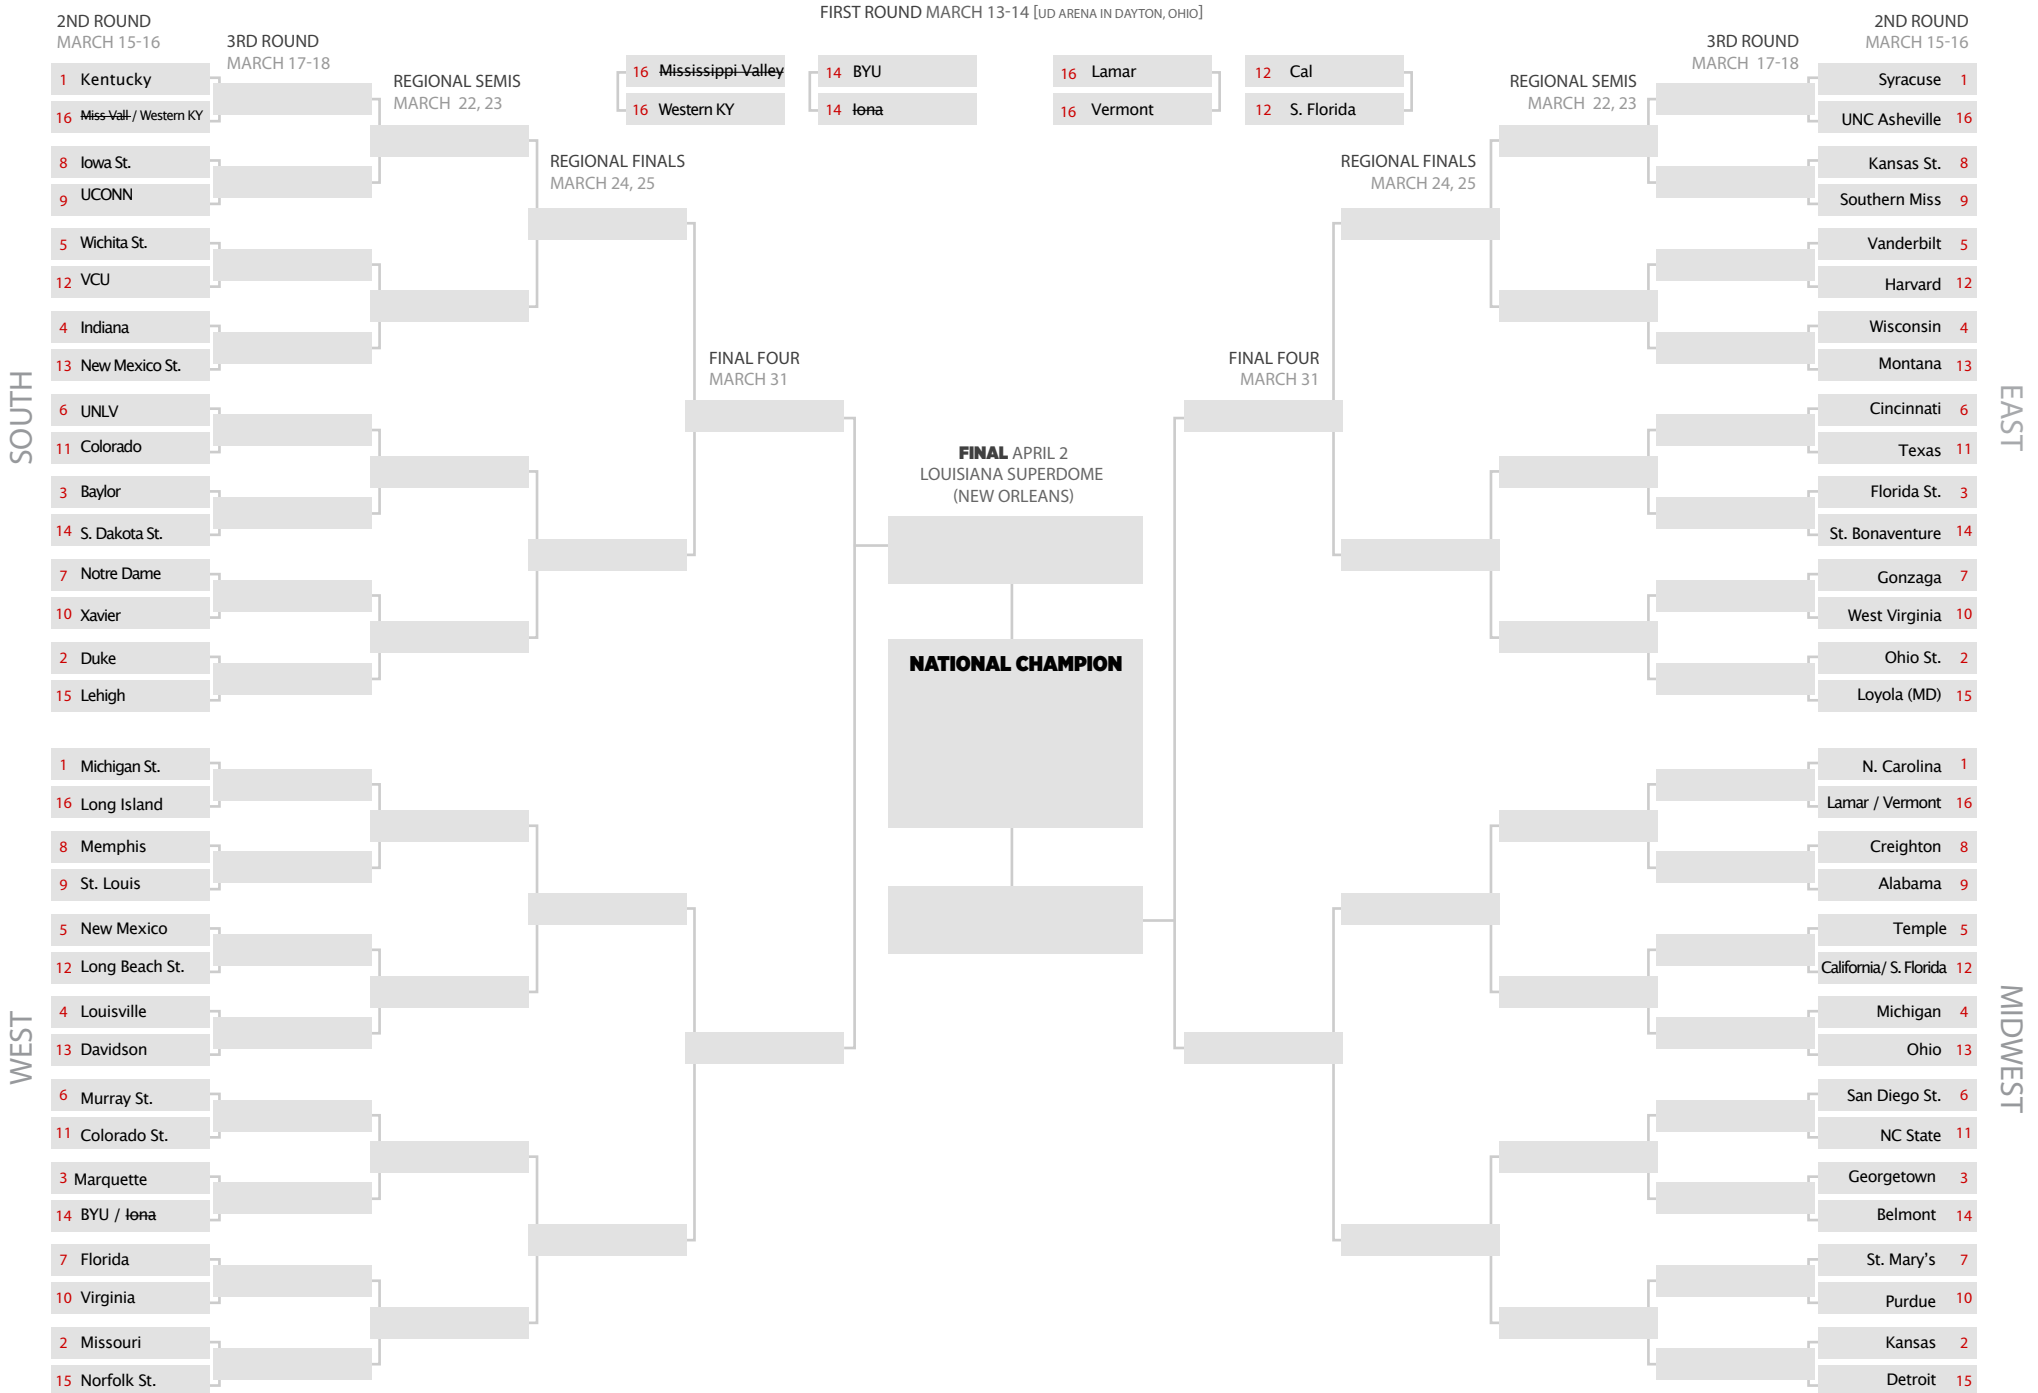 FIRST ROUND MARCH 13-14 [UD ARENA IN DAYTON, OHIO]
16 Mississippi Valley
16 Western KY
14 BYU
14 Iona
16 Lamar
16 Vermont
12 Cal
12 S. Florida
2ND ROUND
MARCH 15-16
3RD ROUND
MARCH 17-18
REGIONAL SEMIS
MARCH 22, 23
REGIONAL FINALS
MARCH 24, 25
FINAL FOUR
MARCH 31
SOUTH
1 Kentucky
16 Miss Vall / Western KY
8 Iowa St.
9 UCONN
5 Wichita St.
12 VCU
4 Indiana
13 New Mexico St.
6 UNLV
11 Colorado
3 Baylor
14 S. Dakota St.
7 Notre Dame
10 Xavier
2 Duke
15 Lehigh
WEST
1 Michigan St.
16 Long Island
8 Memphis
9 St. Louis
5 New Mexico
12 Long Beach St.
4 Louisville
13 Davidson
6 Murray St.
11 Colorado St.
3 Marquette
14 BYU / Iona
7 Florida
10 Virginia
2 Missouri
15 Norfolk St.
FINAL APRIL 2
LOUISIANA SUPERDOME
(NEW ORLEANS)
NATIONAL CHAMPION
FINAL FOUR
MARCH 31
REGIONAL FINALS
MARCH 24, 25
REGIONAL SEMIS
MARCH 22, 23
3RD ROUND
MARCH 17-18
2ND ROUND
MARCH 15-16
EAST
Syracuse 1
UNC Asheville 16
Kansas St. 8
Southern Miss 9
Vanderbilt 5
Harvard 12
Wisconsin 4
Montana 13
Cincinnati 6
Texas 11
Florida St. 3
St. Bonaventure 14
Gonzaga 7
West Virginia 10
Ohio St. 2
Loyola (MD) 15
MIDWEST
N. Carolina 1
Lamar / Vermont 16
Creighton 8
Alabama 9
Temple 5
California/ S. Florida 12
Michigan 4
Ohio 13
San Diego St. 6
NC State 11
Georgetown 3
Belmont 14
St. Mary's 7
Purdue 10
Kansas 2
Detroit 15